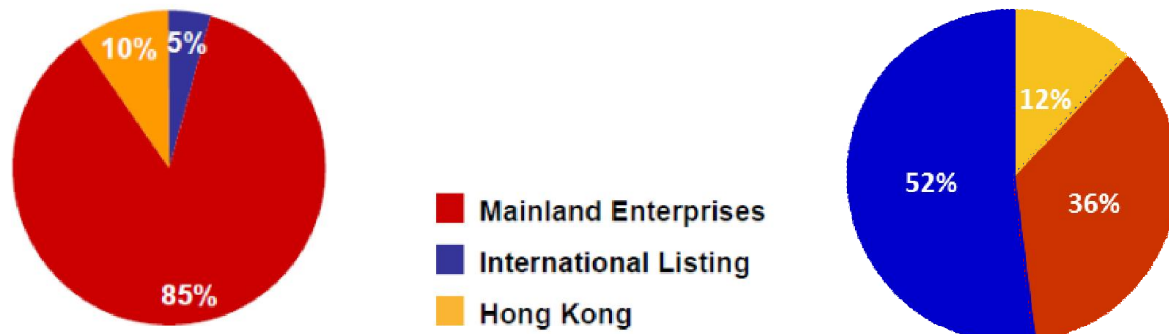 10%
5%
85%
Mainland Enterprises
International Listing
Hong Kong
12%
52%
36%